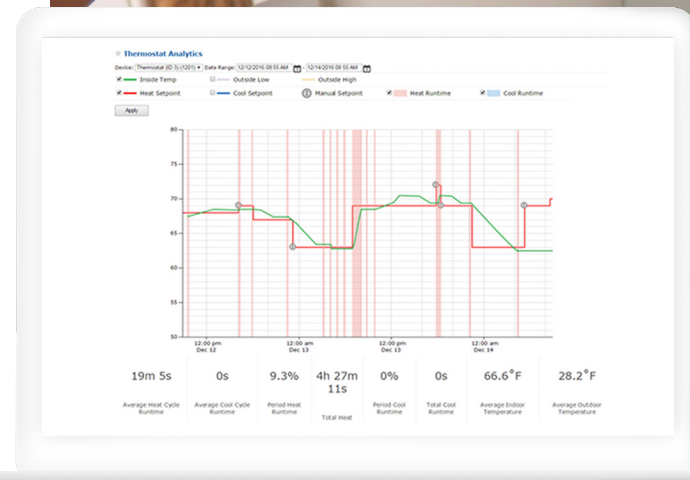 Thermostat Analytics
Device: Thermostat (ID 3) (1201) Date Range: 12/12/2016 08:55 AM - 12/14/2016 08:55 AM
Inside Temp Outside Low Outside High
Heat Setpoint Cool Setpoint Manual Setpoint Heat Runtime Cool Runtime
Apply
80
75
70
65
60
55
50
12:00 pm 12:00 am 12:00 pm 12:00 am
Dec 12 Dec 13 Dec 13 Dec 14
19m 5s 0s 9.3% 4h 27m 0% 0s 66.6°F 28.2°F
11s
Average Heat Cycle Average Cool Cycle Period Heat Period Cool Total Cool Average Indoor Average Outdoor
Runtime Runtime Runtime Total Heat Runtime Runtime Temperature Temperature